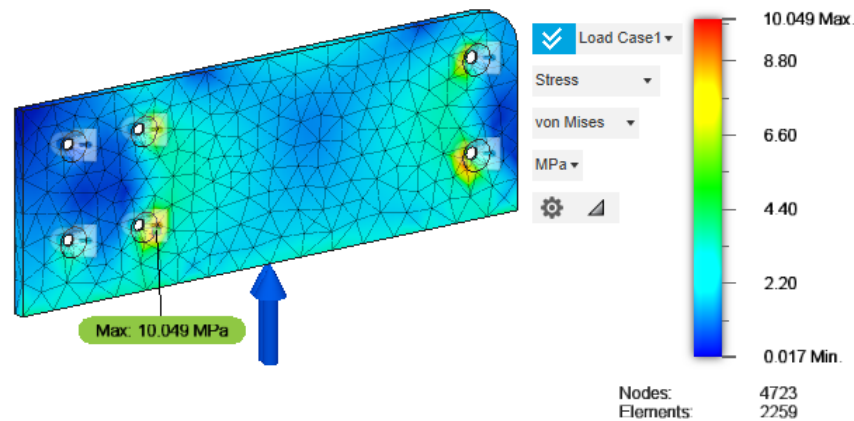 Load Case1
Stress
von Mises
MPa
10.049 Max.
8.80
6.60
4.40
2.20
0.017 Min.
Max: 10.049 MPa
Nodes: 4723
Elements: 2259